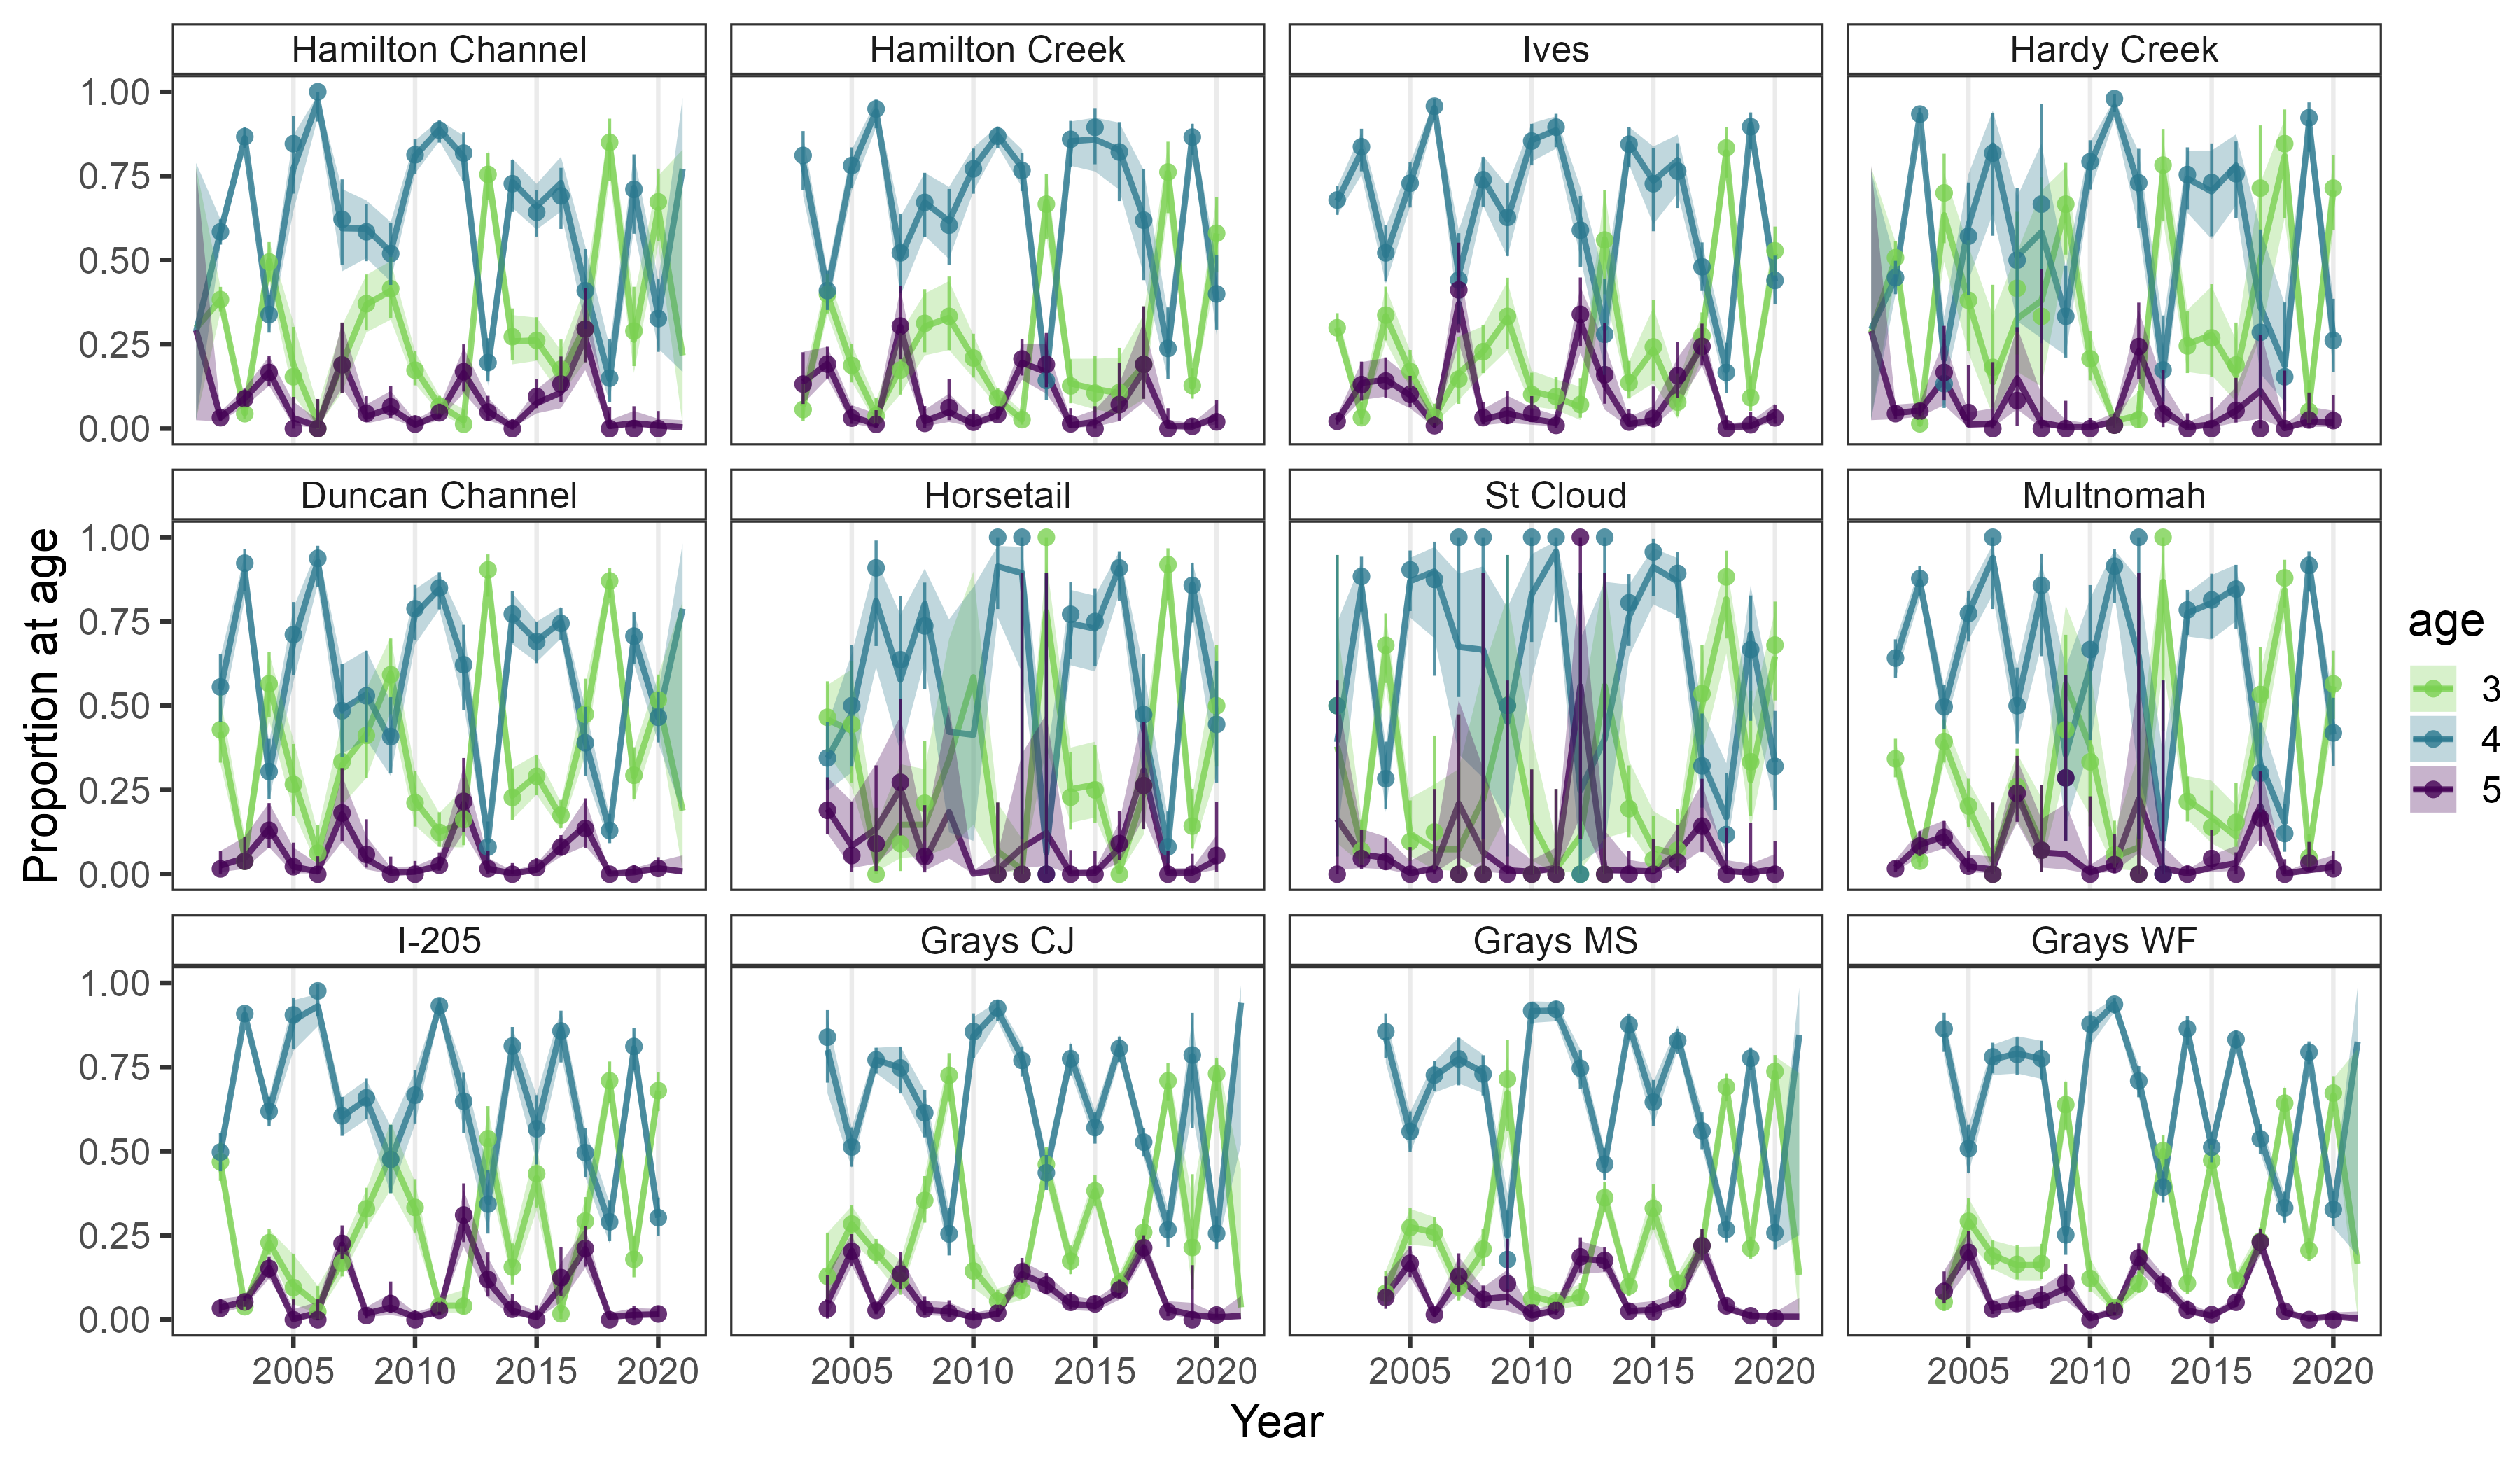 Hamilton Channel
Hamilton Creek
Ives
Hardy Creek
1.00
0.75
0.50
0.25
0.00
Duncan Channel
Horsetail
St Cloud
Multnomah
1.00
0.75
0.50
0.25
0.00
Proportion at age
age
3
4
5
I-205
Grays CJ
Grays MS
Grays WF
1.00
0.75
0.50
0.25
0.00
2005 2010 2015 2020
2005 2010 2015 2020
2005 2010 2015 2020
2005 2010 2015 2020
Year